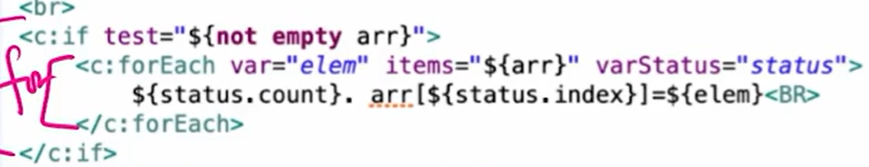 <br>
<c:if test="${not empty arr}">
for
<c:forEach var="elem" items="${arr}" varStatus="status">
${status.count}. arr[${status.index}]=${elem}<BR>
</c:forEach>
</c:if>